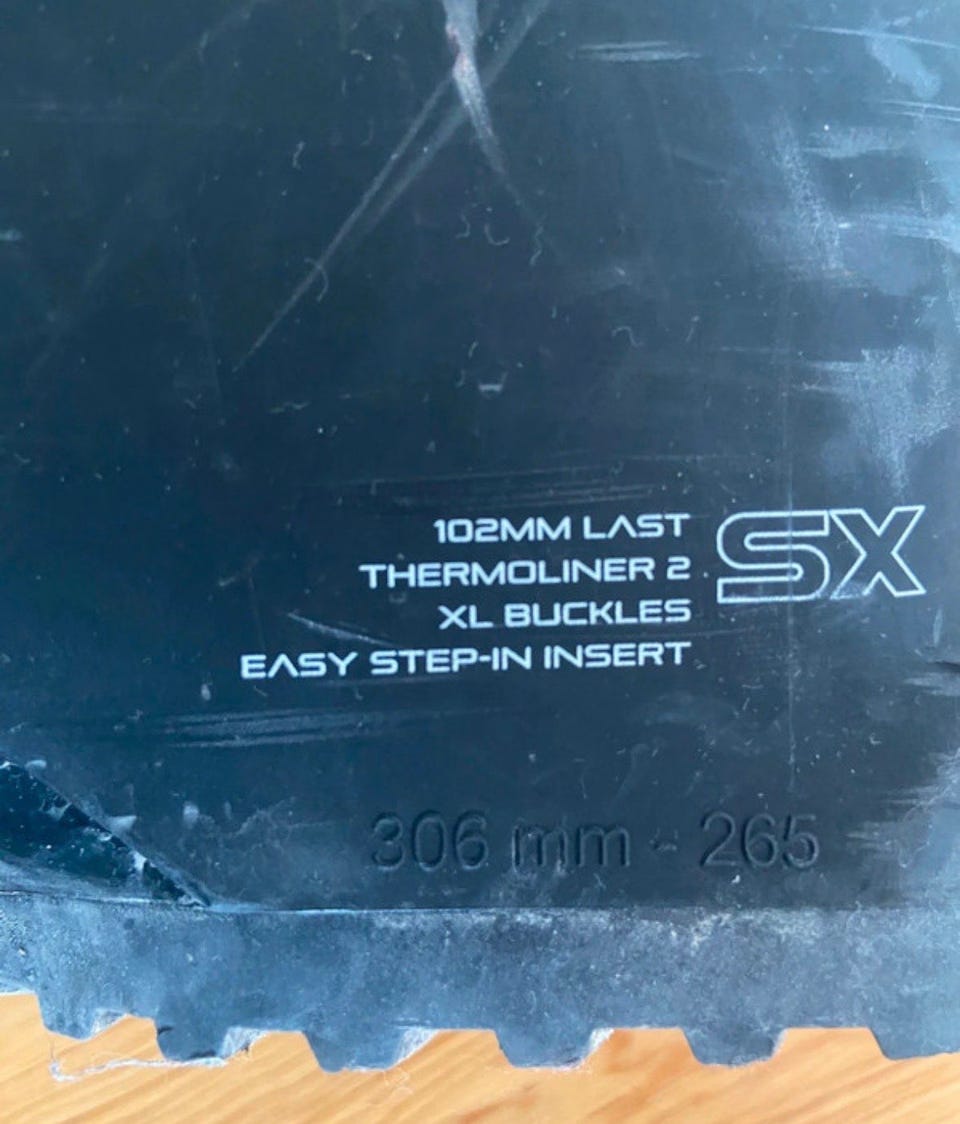 102MM LAST
THERMOLINER 2
XL BUCKLES
EASY STEP-IN INSERT
SX
306 mm - 265